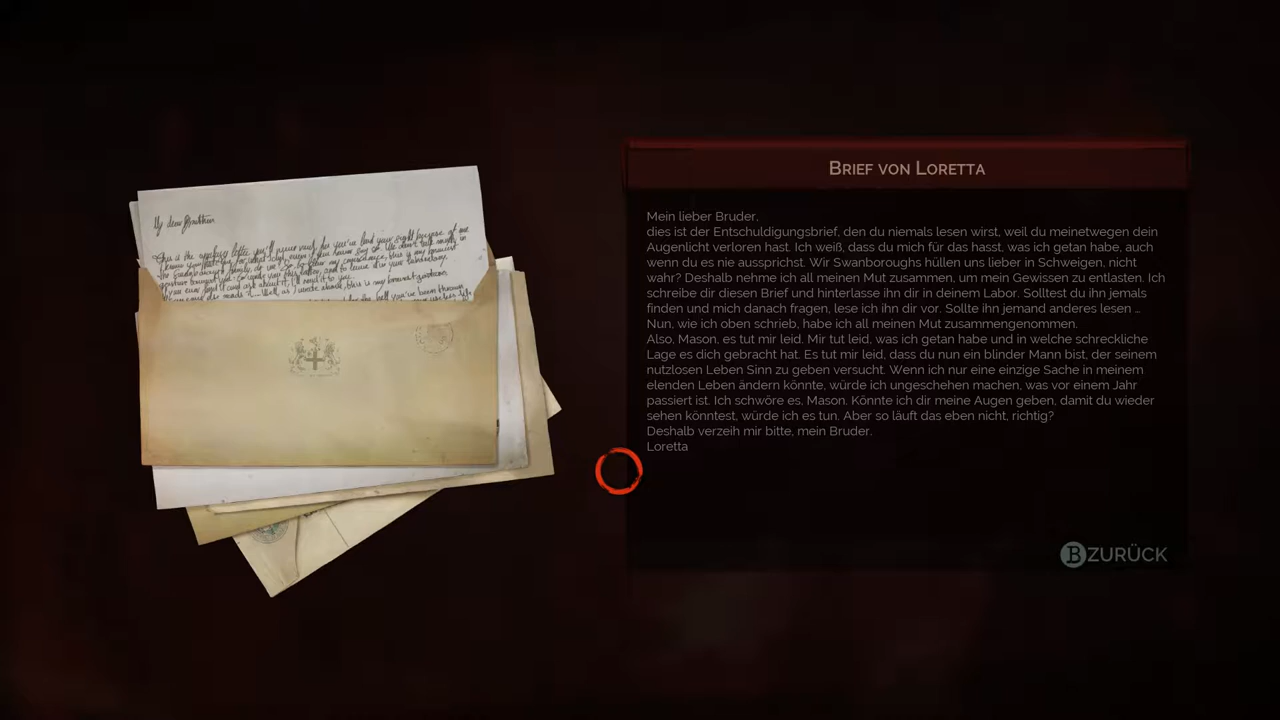 My dear
Brief von Loretta
Mein lieber Bruder.
dies ist der Entschuldigungsbrief, den du niemals lesen wirst, weil du meinetwegen dein
Augenlicht verloren hast. Ich weiß, dass du mich für das hasst, was ich getan habe, auch
wenn du es nie aussprichst. Wir Swanboroughs hüllen uns lieber in Schweigen, nicht
wahr? Deshalb nehme ich all meinen Mut zusammen, um mein Gewissen zu entlasten. Ich
schreibe dir diesen Brief und hinterlasse ihn dir in deinem Labor. Solltest du ihn jemals
finden und mich danach fragen, lese ich ihn dir vor. Sollte ihn jemand anderes lesen ...
Nun, wie ich oben schrieb, habe ich all meinen Mut zusammengenommen.
Also, Mason, es tut mir leid. Mir tut leid, was ich getan habe und in welche schreckliche
Lage es dich gebracht hat. Es tut mir leid, dass du nun ein blinder Mann bist, der seinem
nutzlosen Leben Sinn zu geben versucht. Wenn ich nur eine einzige Sache in meinem
elenden Leben ändern könnte, würde ich ungeschehen machen, was vor einem Jahr
passiert ist. Ich schwöre es, Mason. Könnte ich dir meine Augen geben, damit du wieder
sehen könntest, würde ich es tun. Aber so läuft das eben nicht, richtig?
Deshalb verzeih mir bitte, mein Bruder.
Loretta
B ZURÜCK